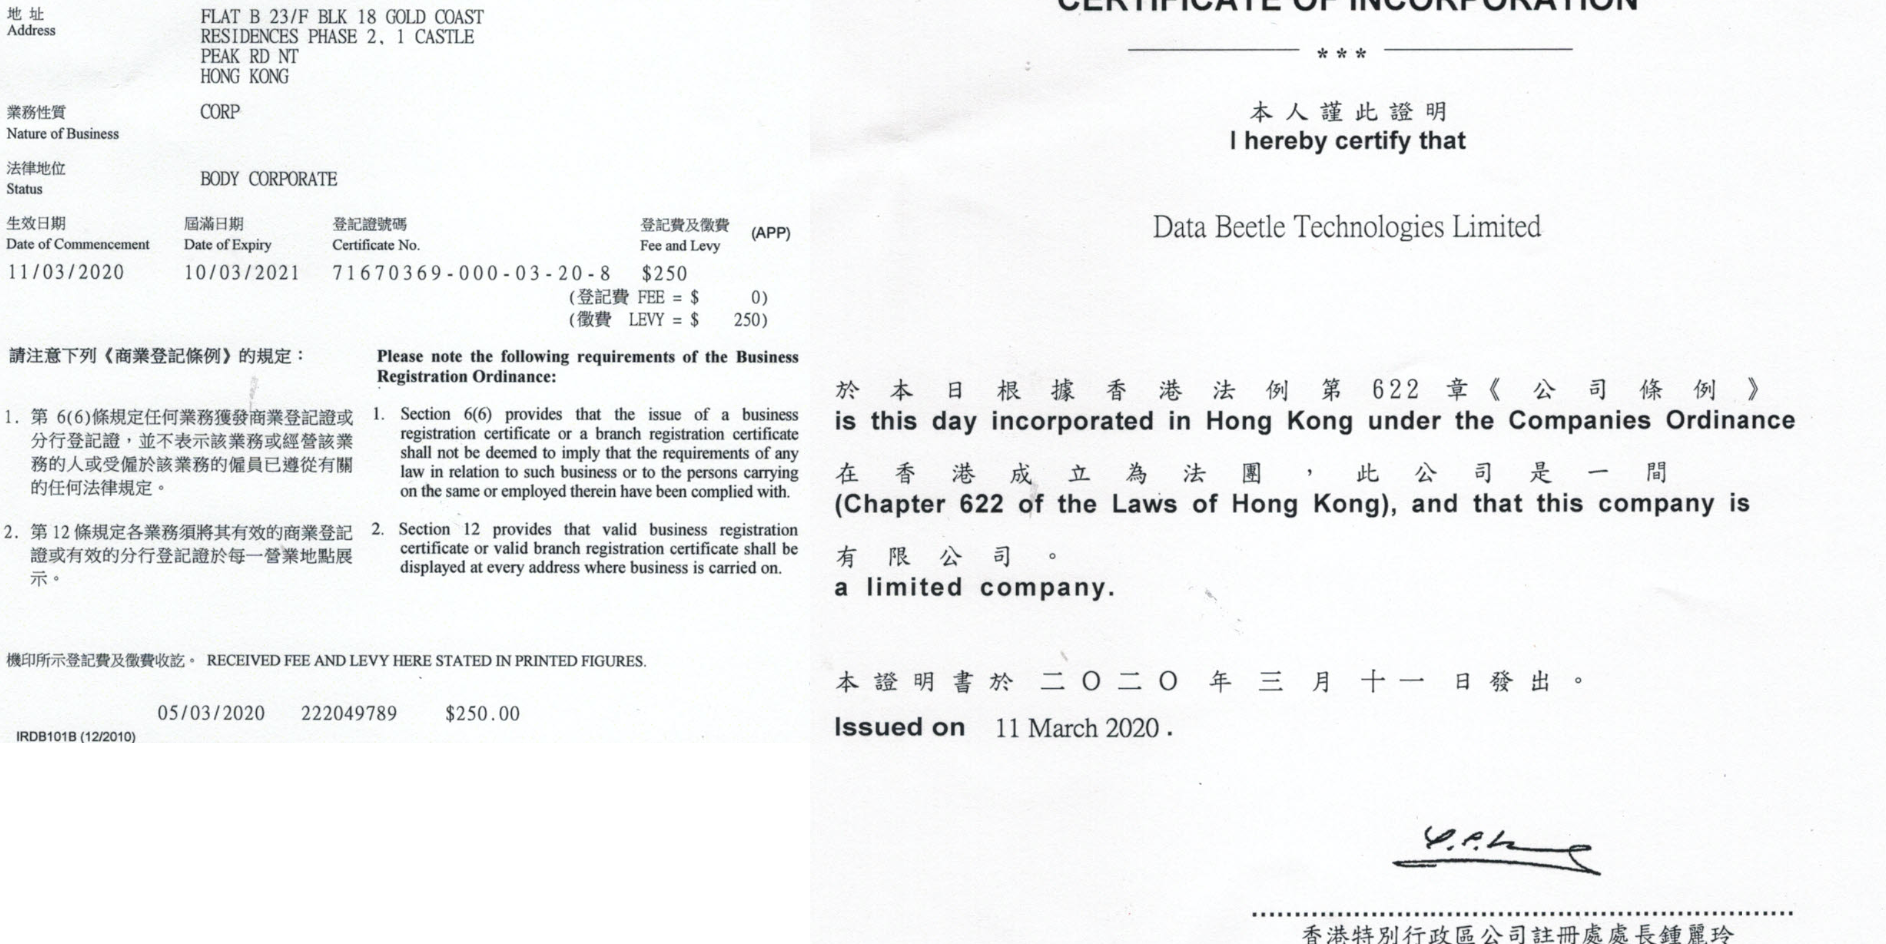 地 址
Address
FLAT B 23/F BLK 18 GOLD COAST
RESIDENCES PHASE 2, 1 CASTLE
PEAK RD NT
HONG KONG
業務性質
Nature of Business
CORP
法律地位
Status
BODY CORPORATE
生效日期 屆滿日期 登記證號碼 登記費及徵費 (APP)
Date of Commencement Date of Expiry Certificate No. Fee and Levy
11/03/2020 10/03/2021 71670369-000-03-20-8 $250
(登記費 FEE = $ 0)
(徵費 LEVY = $ 250)
請注意下列《商業登記條例》的規定：
1. 第 6(6)條規定任何業務獲發商業登記證或
分行登記證，並不表示該業務或經營該業
務的人或受僱於該業務的僱員已遵從有關
的任何法律規定。
2. 第 12 條規定各業務須將其有效的商業登記
證或有效的分行登記證於每一營業地點展
示。
Please note the following requirements of the Business
Registration Ordinance:
1. Section 6(6) provides that the issue of a business
registration certificate or a branch registration certificate
shall not be deemed to imply that the requirements of any
law in relation to such business or to the persons carrying
on the same or employed therein have been complied with.
2. Section 12 provides that valid business registration
certificate or valid branch registration certificate shall be
displayed at every address where business is carried on.
機印所示登記費及徵費收訖。 RECEIVED FEE AND LEVY HERE STATED IN PRINTED FIGURES.
05/03/2020 222049789 $250.00
IRDB101B (12/2010)
CERTIFICATE OF INCORPORATION
***
本人謹此證明
I hereby certify that
Data Beetle Technologies Limited
於本日根據香港法例第622章《公司條例》
is this day incorporated in Hong Kong under the Companies Ordinance
在香港成立為法團，此公司是一間
(Chapter 622 of the Laws of Hong Kong), and that this company is
有限公司。
a limited company.
本證明書於二O二O年三月十一日發出。
Issued on 11 March 2020 .
香港特別行政區公司註冊處處長鍾麗玲